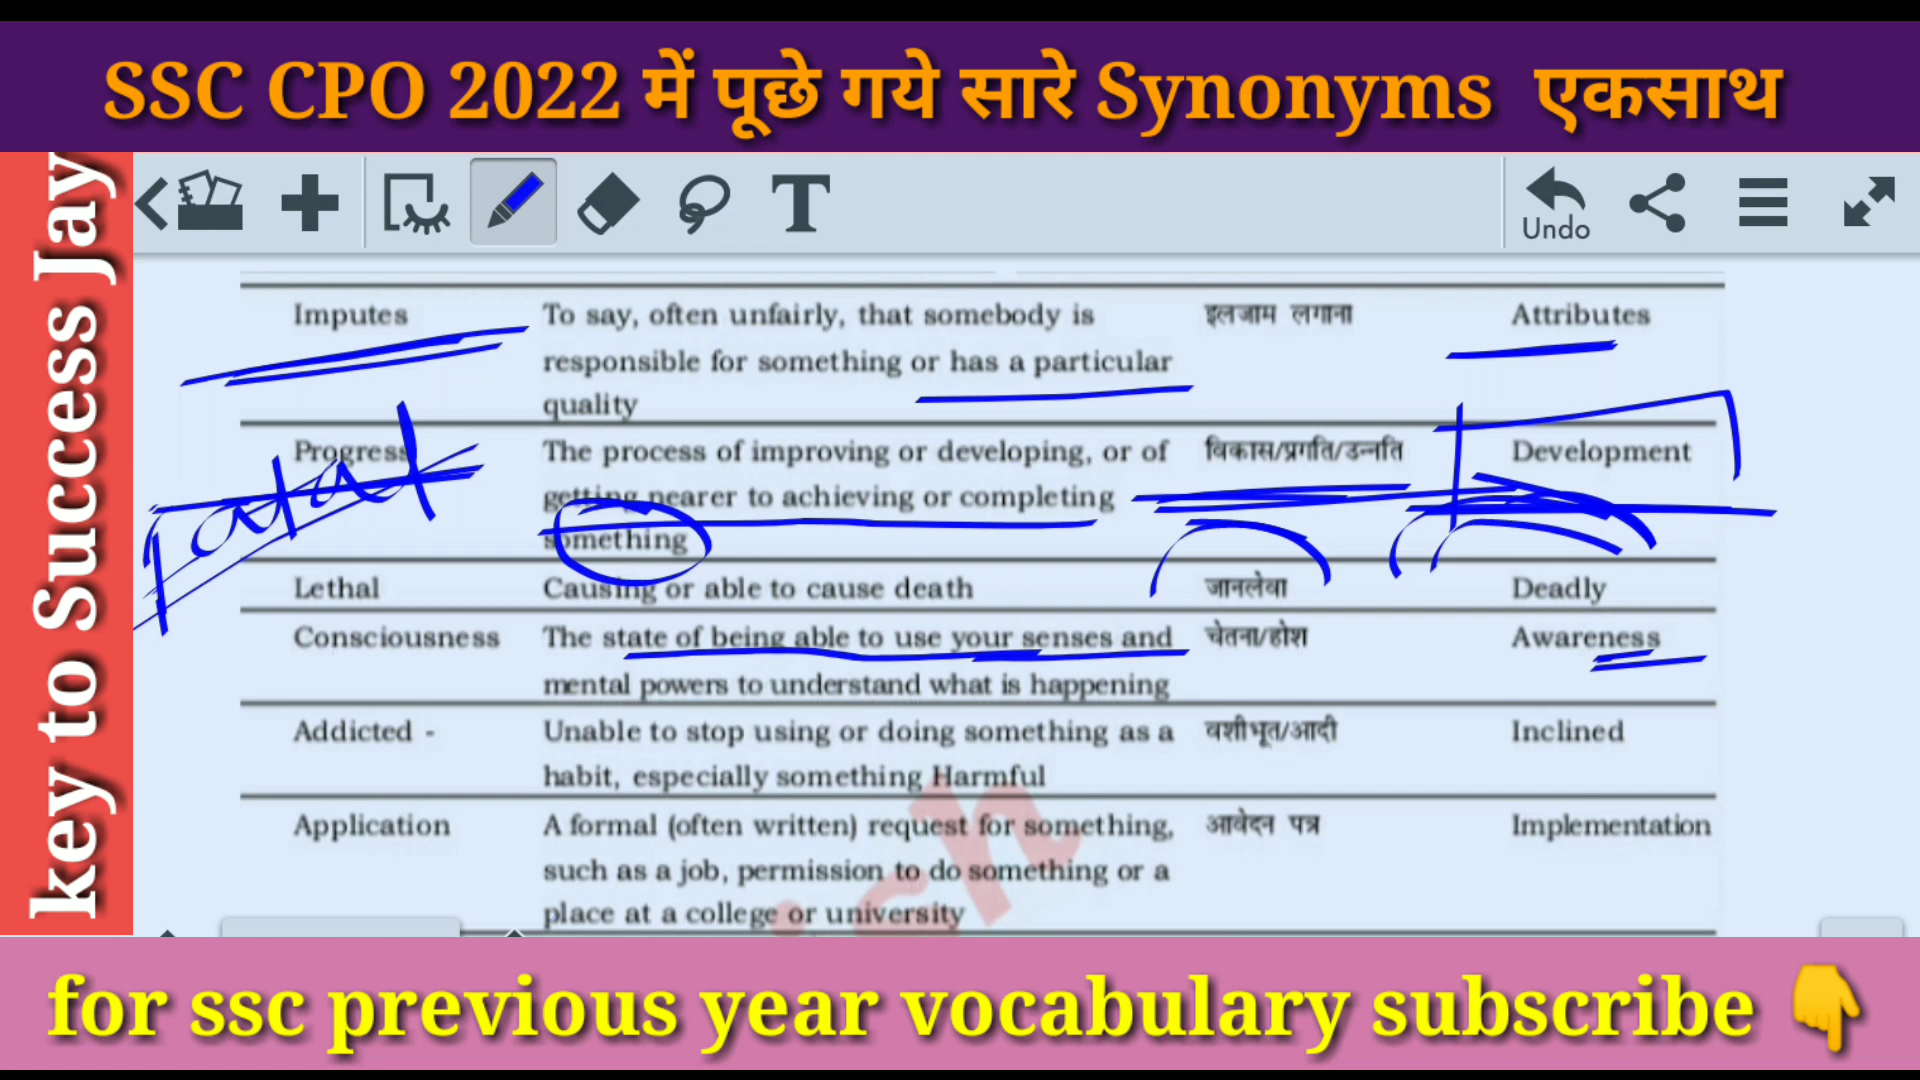 SSC CPO 2022 में पूछे गये सारे Synonyms एकसाथ
key to Success Jay
Undo
Imputes To say, often unfairly, that somebody is इलजाम लगाना Attributes
responsible for something or has a particular
quality
Progress The process of improving or developing, or of विकास/प्रगति/उन्नति Development
getting nearer to achieving or completing
something
Lethal Causing or able to cause death जानलेवा Deadly
Consciousness The state of being able to use your senses and चेतना/होश Awareness
mental powers to understand what is happening
Addicted - Unable to stop using or doing something as a वशीभूत/आदी Inclined
habit, especially something Harmful
Application A formal (often written) request for something, आवेदन पत्र Implementation
such as a job, permission to do something or a
place at a college or university
for ssc previous year vocabulary subscribe 👇